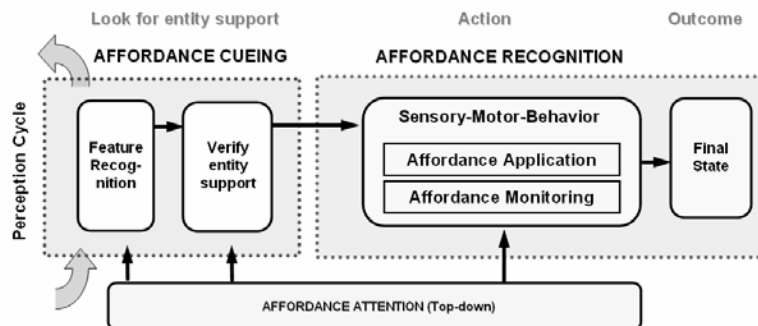 Look for entity support
Action
Outcome
AFFORDANCE CUEING
AFFORDANCE RECOGNITION
Perception Cycle
Feature
Recog-
nition
Verify
entity
support
Sensory-Motor-Behavior
Affordance Application
Affordance Monitoring
Final
State
AFFORDANCE ATTENTION (Top-down)